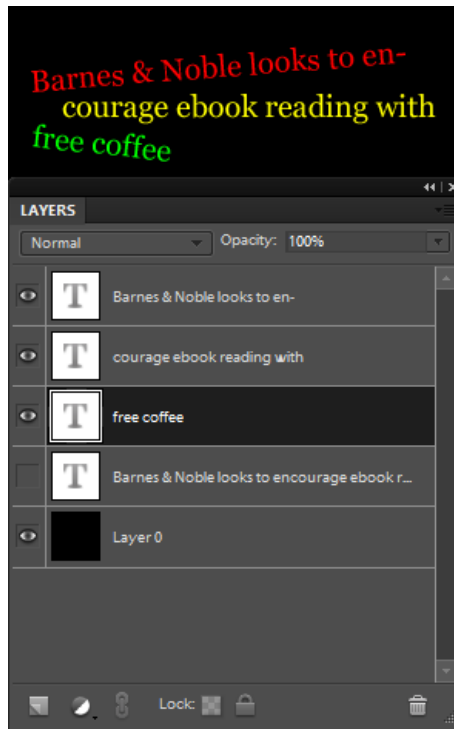 Barnes & Noble looks to en-
courage ebook reading with
free coffee
LAYERS
Normal Opacity: 100%
T Barnes & Noble looks to en-
T courage ebook reading with
T free coffee
T Barnes & Noble looks to encourage ebook r...
Layer 0
Lock: